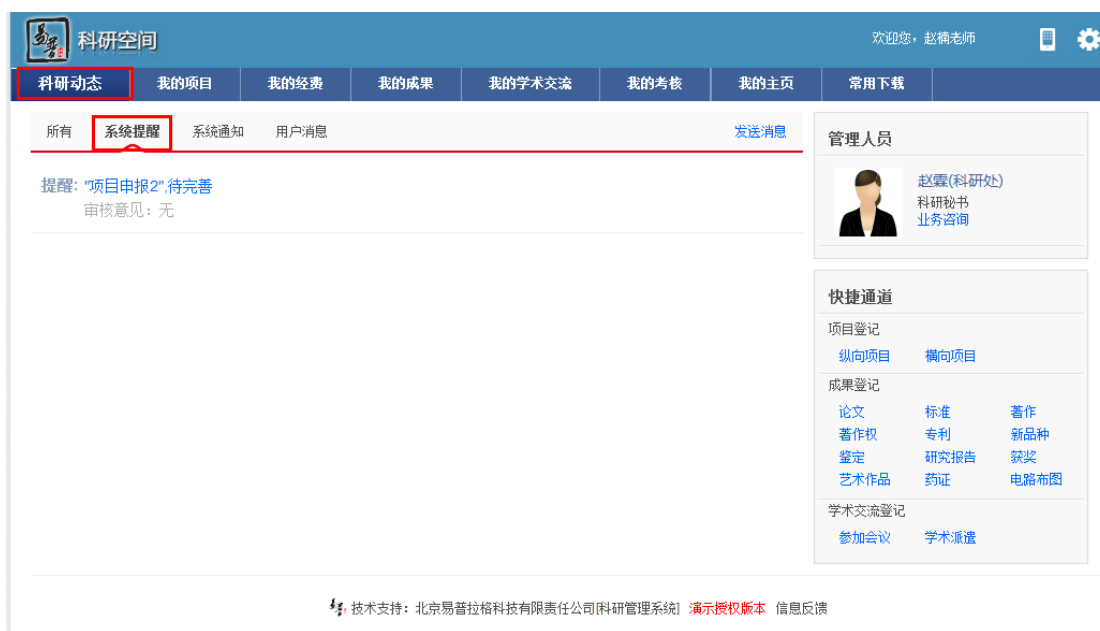 易普 科研空间 欢迎您，赵楠老师
科研动态 我的项目 我的经费 我的成果 我的学术交流 我的考核 我的主页 常用下载
所有 系统提醒 系统通知 用户消息 发送消息
提醒: "项目申报2",待完善
审核意见：无
管理人员
赵霖(科研处)
科研秘书
业务咨询
快捷通道
项目登记
纵向项目 横向项目
成果登记
论文 标准 著作
著作权 专利 新品种
鉴定 研究报告 获奖
艺术作品 药证 电路布图
学术交流登记
参加会议 学术派遣
易普 技术支持：北京易普拉格科技有限责任公司[科研管理系统] 演示授权版本 信息反馈